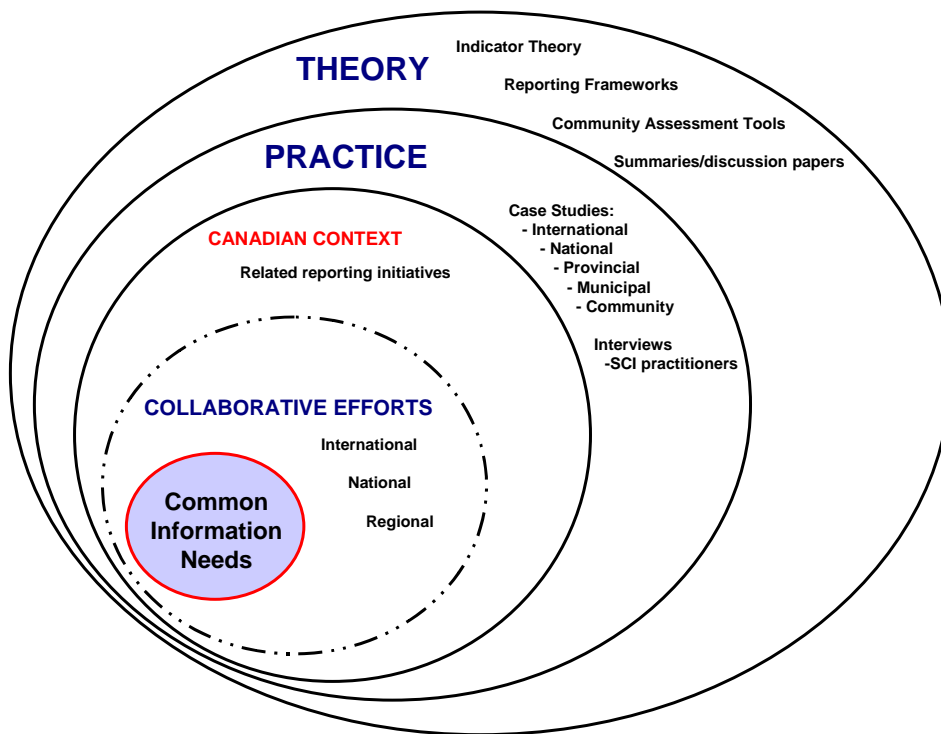 THEORY
Indicator Theory
Reporting Frameworks
Community Assessment Tools
Summaries/discussion papers
PRACTICE
Case Studies:
- International
- National
- Provincial
- Municipal
- Community
Interviews
-SCI practitioners
CANADIAN CONTEXT
Related reporting initiatives
COLLABORATIVE EFFORTS
International
National
Regional
Common
Information
Needs